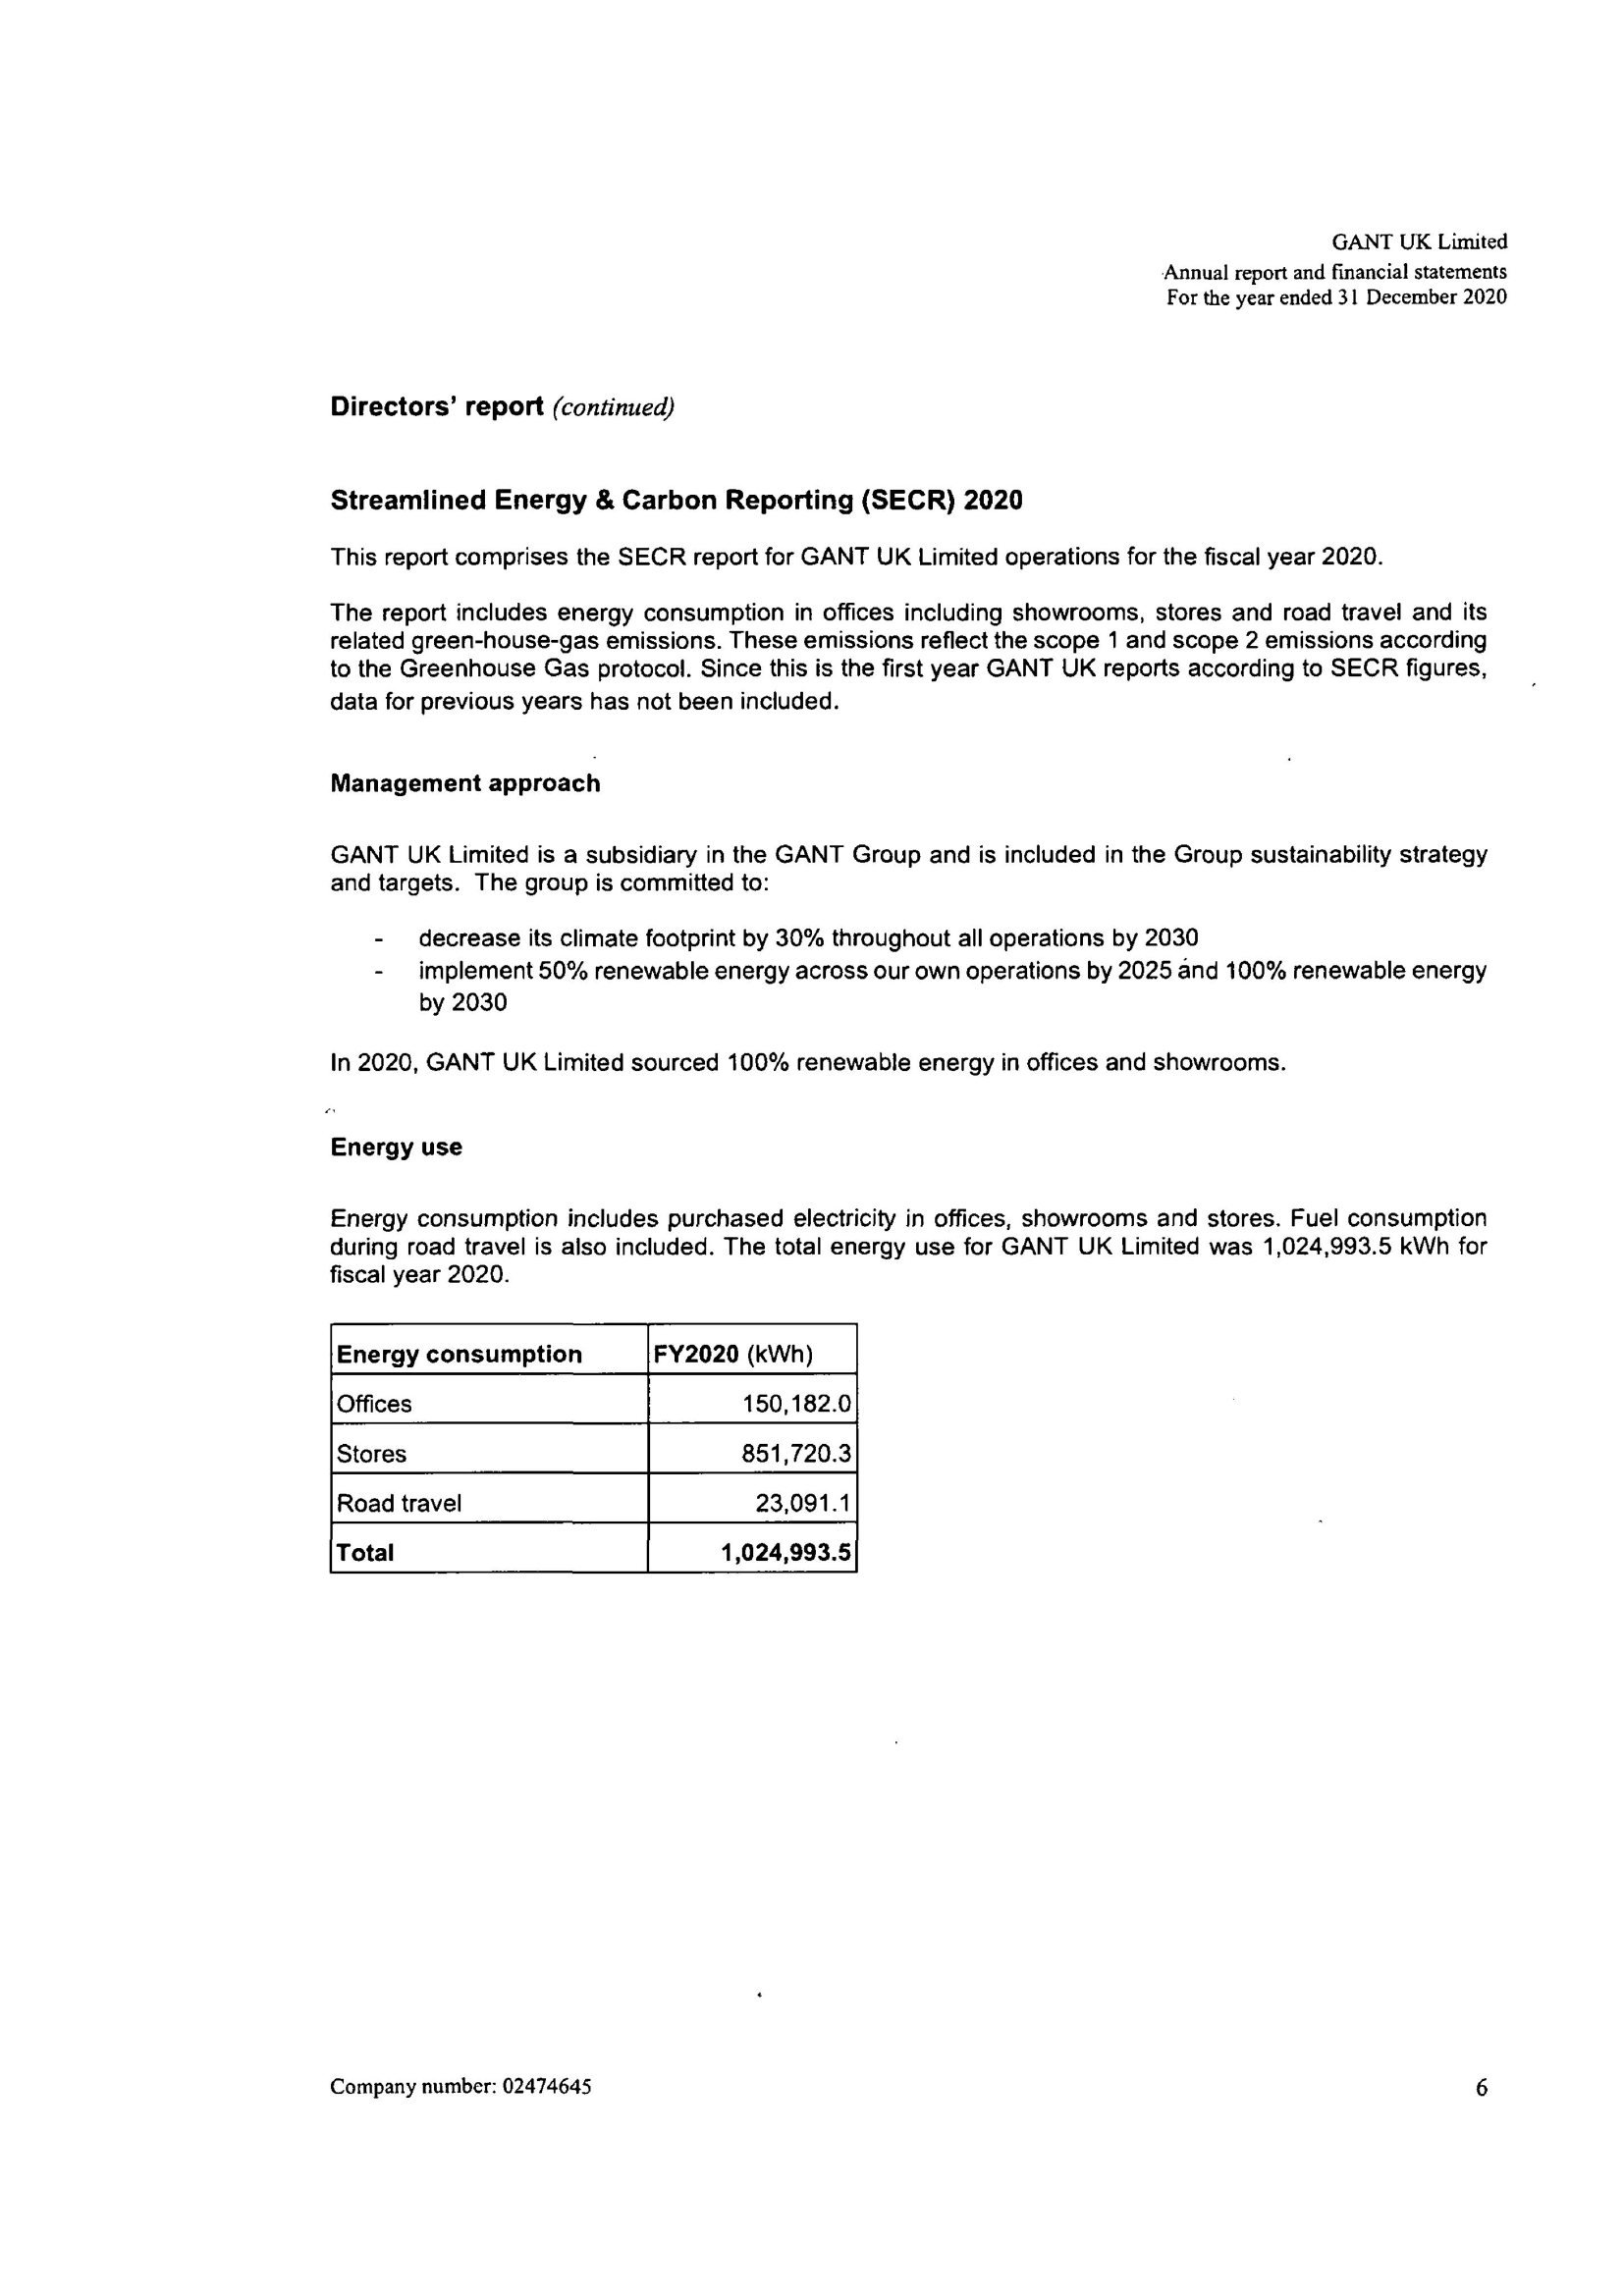 GANT UK Limited
Annual report and financial statements
For the year ended 31 December 2020
Directors' report (continued)
Streamlined Energy & Carbon Reporting (SECR) 2020
This report comprises the SECR report for GANT UK Limited operations for the fiscal year 2020.
The report includes energy consumption in offices including showrooms, stores and road travel and its
related green-house-gas emissions. These emissions reflect the scope 1 and scope 2 emissions according
to the Greenhouse Gas protocol. Since this is the first year GANT UK reports according to SECR figures,
data for previous years has not been included.
Management approach
GANT UK Limited is a subsidiary in the GANT Group and is included in the Group sustainability strategy
and targets. The group is committed to:
- decrease its climate footprint by 30% throughout all operations by 2030
- implement 50% renewable energy across our own operations by 2025 and 100% renewable energy
by 2030
In 2020, GANT UK Limited sourced 100% renewable energy in offices and showrooms.
Energy use
Energy consumption includes purchased electricity in offices, showrooms and stores. Fuel consumption
during road travel is also included. The total energy use for GANT UK Limited was 1,024,993.5 kWh for
fiscal year 2020.
Energy consumption FY2020 (kWh)
Offices 150,182.0
Stores 851,720.3
Road travel 23,091.1
Total 1,024,993.5
Company number: 02474645 6